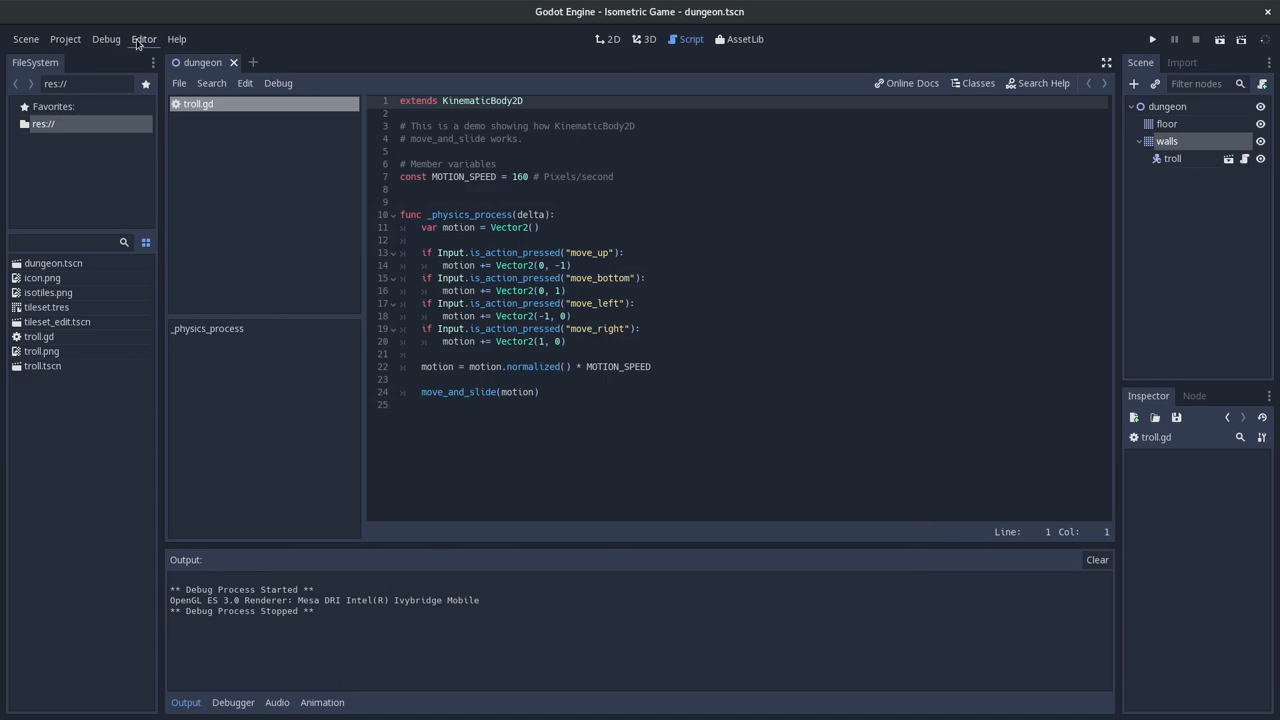 Godot Engine - Isometric Game - dungeon.tscn
Scene Project Debug Editor Help
2D 3D Script AssetLib
FileSystem
res://
Favorites:
res://
dungeon.tscn
icon.png
isotiles.png
tileset.tres
tileset_edit.tscn
troll.gd
troll.png
troll.tscn
dungeon
File Search Edit Debug
Online Docs Classes Search Help
troll.gd
_physics_process
1 extends KinematicBody2D
2
3 # This is a demo showing how KinematicBody2D
4 # move_and_slide works.
5
6 # Member variables
7 const MOTION_SPEED = 160 # Pixels/second
8
9
10 func _physics_process(delta):
11 var motion = Vector2()
12
13 if Input.is_action_pressed("move_up"):
14 motion += Vector2(0, -1)
15 if Input.is_action_pressed("move_bottom"):
16 motion += Vector2(0, 1)
17 if Input.is_action_pressed("move_left"):
18 motion += Vector2(-1, 0)
19 if Input.is_action_pressed("move_right"):
20 motion += Vector2(1, 0)
21
22 motion = motion.normalized() * MOTION_SPEED
23
24 move_and_slide(motion)
25
Line: 1 Col: 1
Output:
Clear
** Debug Process Started **
OpenGL ES 3.0 Renderer: Mesa DRI Intel(R) Ivybridge Mobile
** Debug Process Stopped **
Output Debugger Audio Animation
Scene Import
Filter nodes
dungeon
floor
walls
troll
Inspector Node
troll.gd